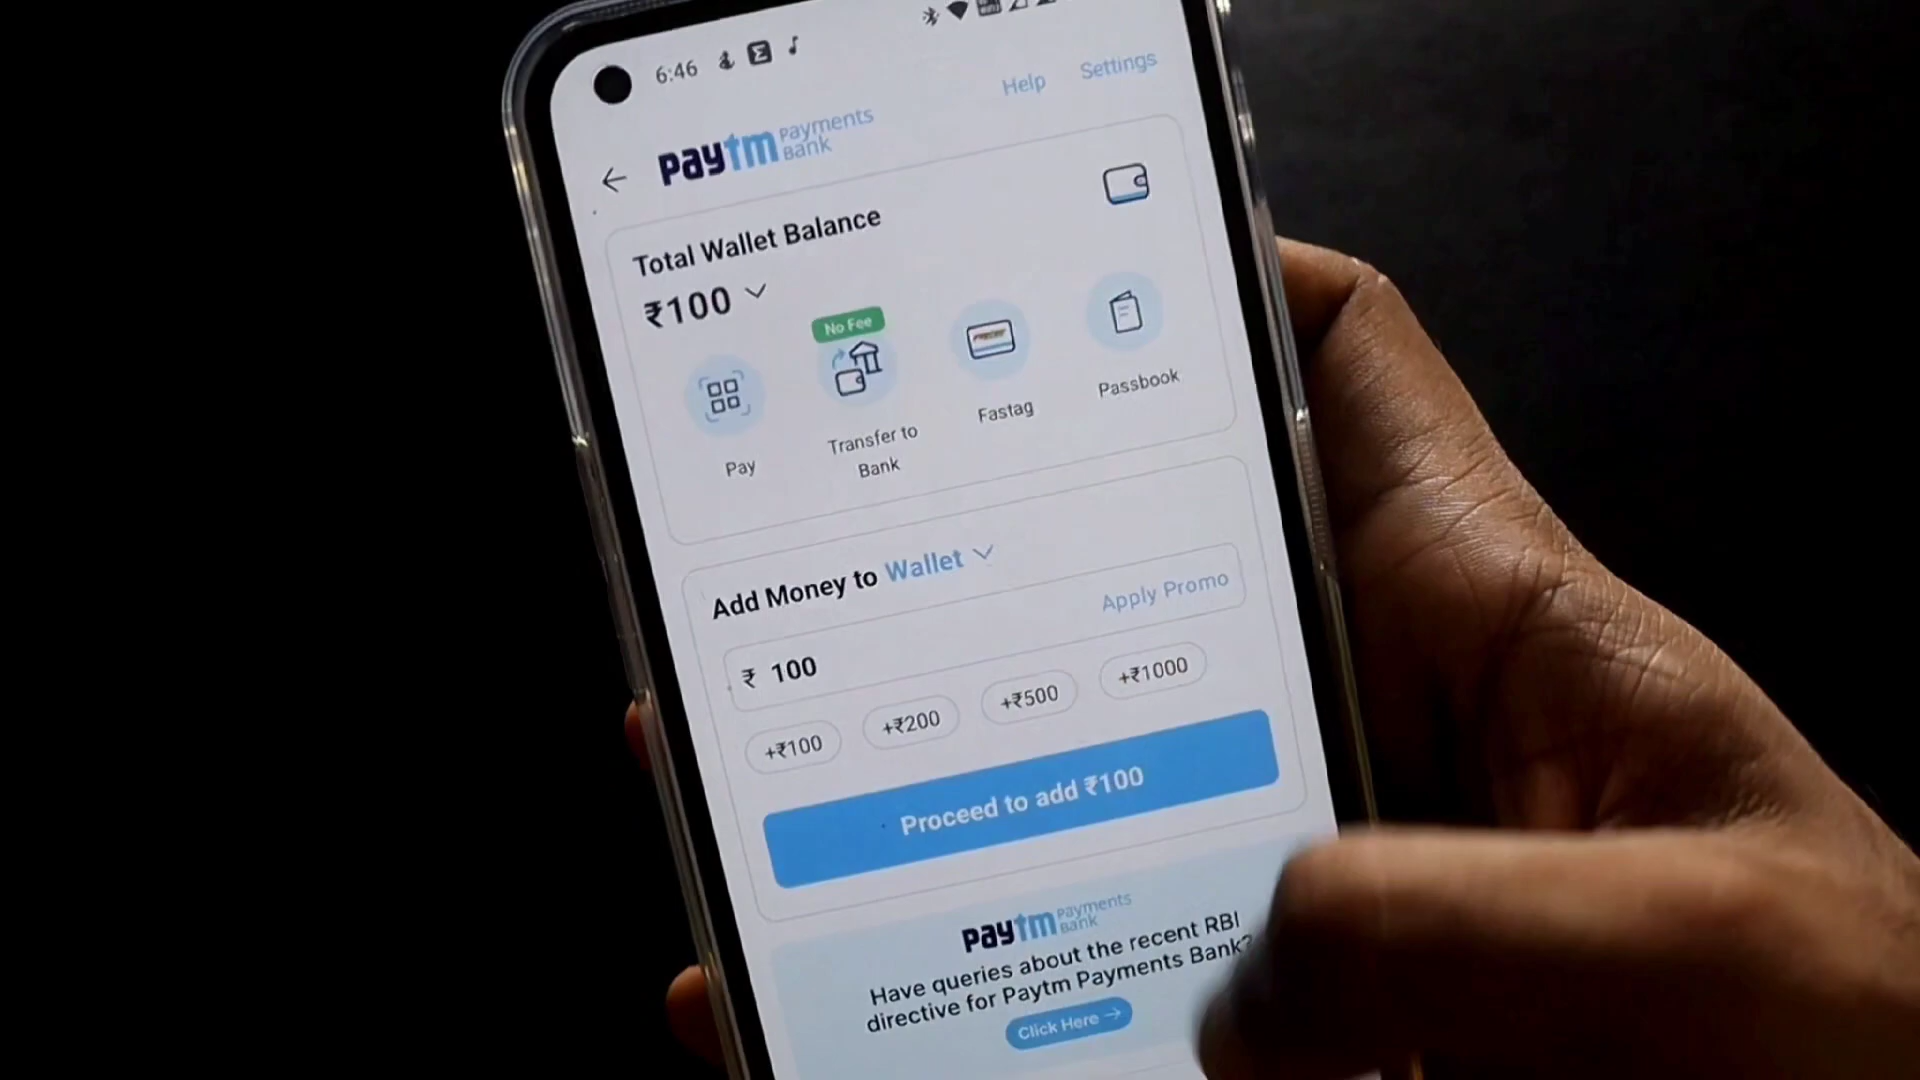 6:46
Help Settings
paytm Payments Bank
Total Wallet Balance
₹100
No Fee
Pay
Transfer to
Bank
Fastag
Passbook
Add Money to Wallet
₹ 100
Apply Promo
+₹100 +₹200 +₹500 +₹1000
Proceed to add ₹100
paytm Payments Bank
Have queries about the recent RBI
directive for Paytm Payments Bank?
Click Here →